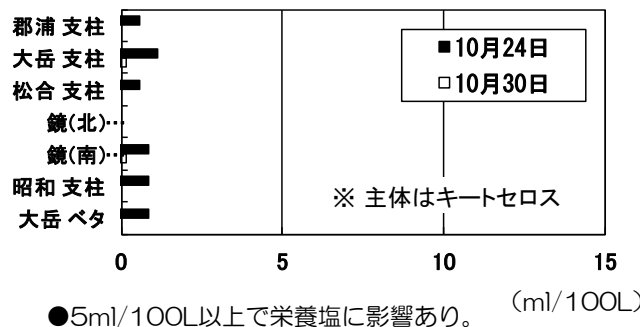 郡浦 支柱
大岳 支柱
松合 支柱
鏡(北)…
鏡(南)…
昭和 支柱
大岳 ベタ
■10月24日
□10月30日
※ 主体はキートセロス
0 5 10 15
(ml/100L)
●5ml/100L以上で栄養塩に影響あり。